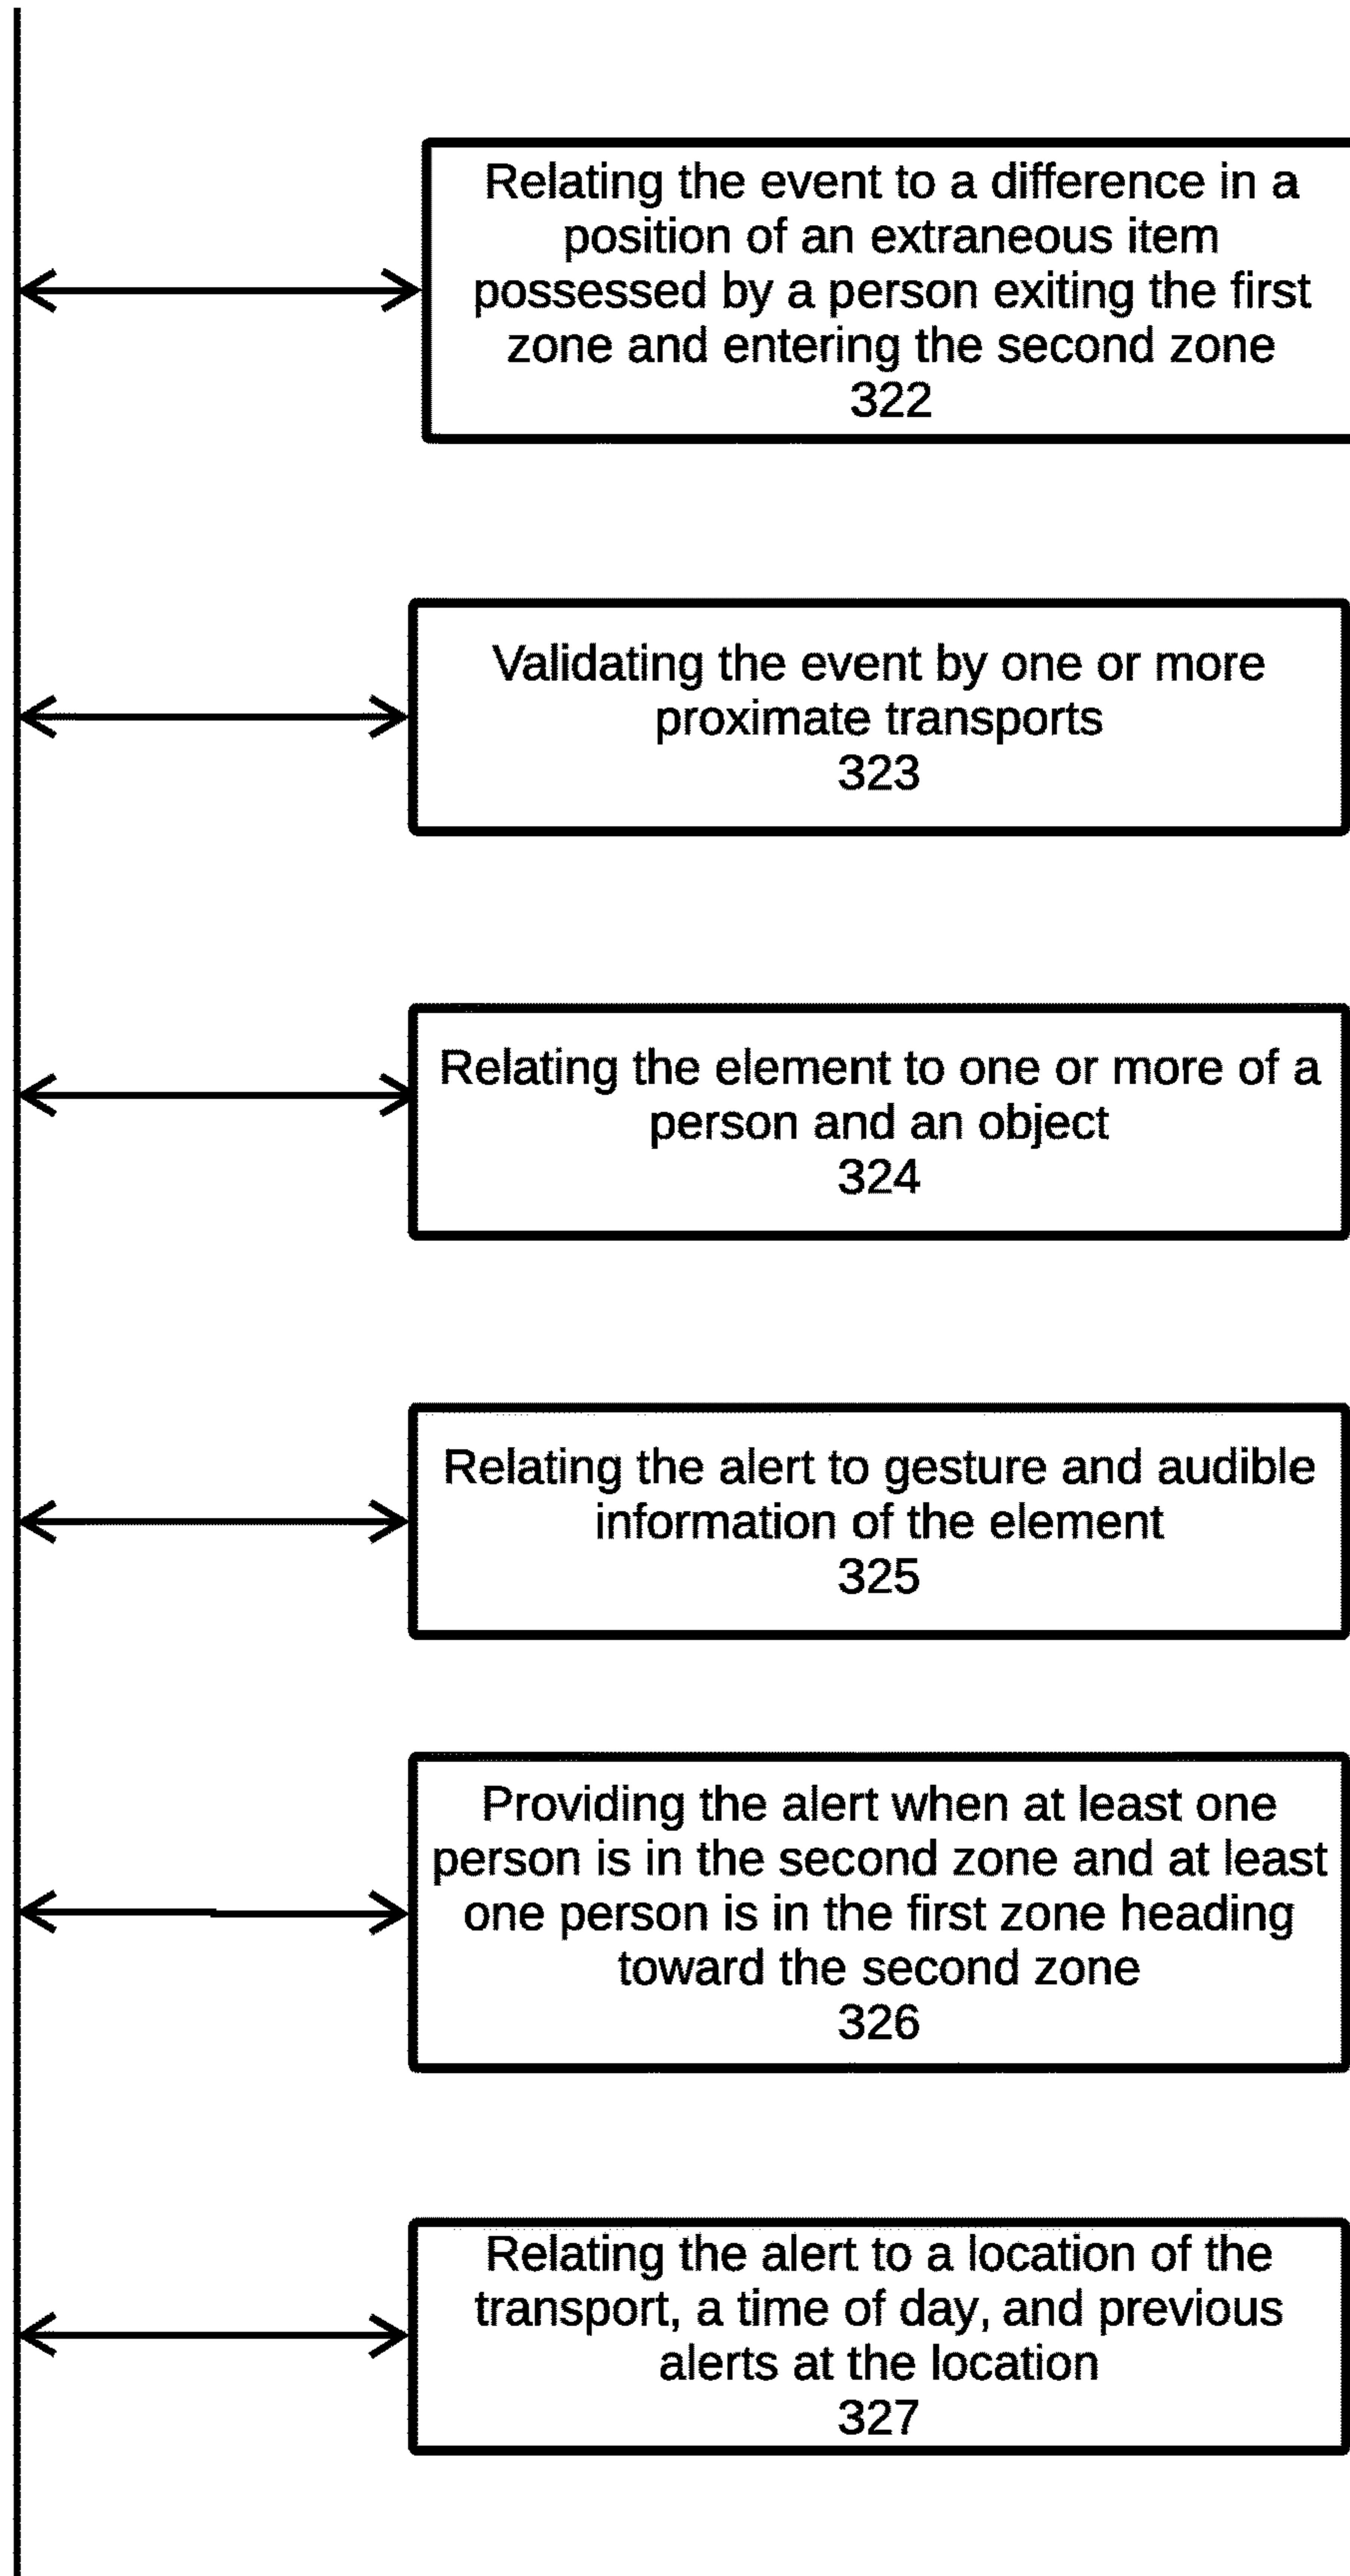 Relating the event to a difference in a
position of an extraneous item
possessed by a person exiting the first
zone and entering the second zone
322
Validating the event by one or more
proximate transports
323
Relating the element to one or more of a
person and an object
324
Relating the alert to gesture and audible
information of the element
325
Providing the alert when at least one
person is in the second zone and at least
one person is in the first zone heading
toward the second zone
326
Relating the alert to a location of the
transport, a time of day, and previous
alerts at the location
327